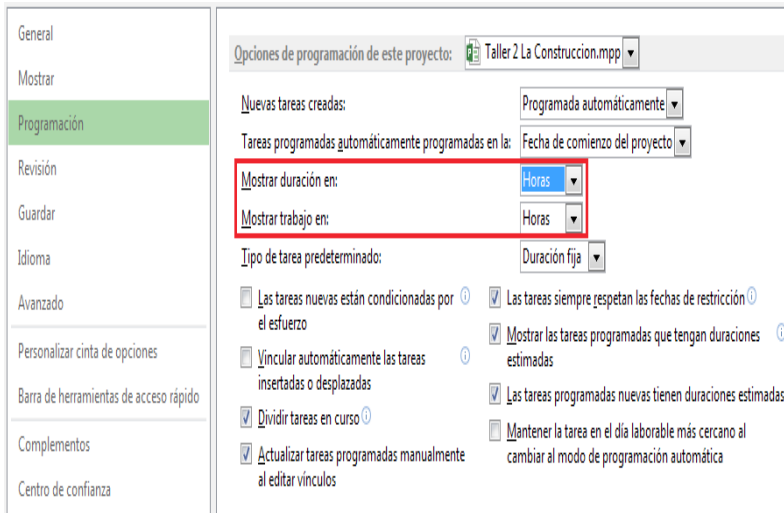 General
Mostrar
Programación
Revisión
Guardar
Idioma
Avanzado
Personalizar cinta de opciones
Barra de herramientas de acceso rápido
Complementos
Centro de confianza
Opciones de programación de este proyecto: Taller 2 La Construccion.mpp
Nuevas tareas creadas: Programada automáticamente
Tareas programadas automáticamente programadas en la: Fecha de comienzo del proyecto
Mostrar duración en: Horas
Mostrar trabajo en: Horas
Tipo de tarea predeterminado: Duración fija
Las tareas nuevas están condicionadas por
el esfuerzo
Vincular automáticamente las tareas
insertadas o desplazadas
Dividir tareas en curso
Actualizar tareas programadas manualmente
al editar vínculos
Las tareas siempre respetan las fechas de restricción
Mostrar las tareas programadas que tengan duraciones
estimadas
Las tareas programadas nuevas tienen duraciones estimadas
Mantener la tarea en el día laborable más cercano al
cambiar al modo de programación automática